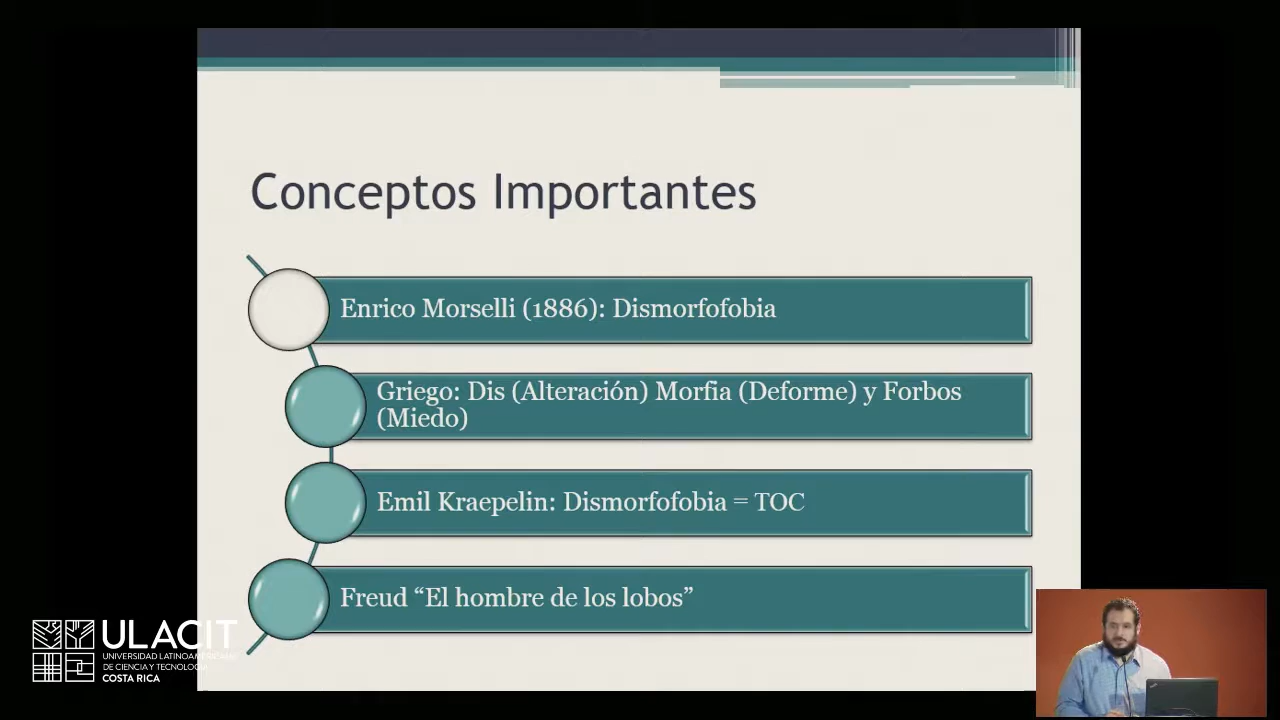 Conceptos Importantes
Enrico Morselli (1886): Dismorfofobia
Griego: Dis (Alteración) Morfia (Deforme) y Forbos
(Miedo)
Emil Kraepelin: Dismorfofobia = TOC
Freud “El hombre de los lobos”
ULACIT
UNIVERSIDAD LATINOAMERICANA
DE CIENCIA Y TECNOLOGÍA
COSTA RICA